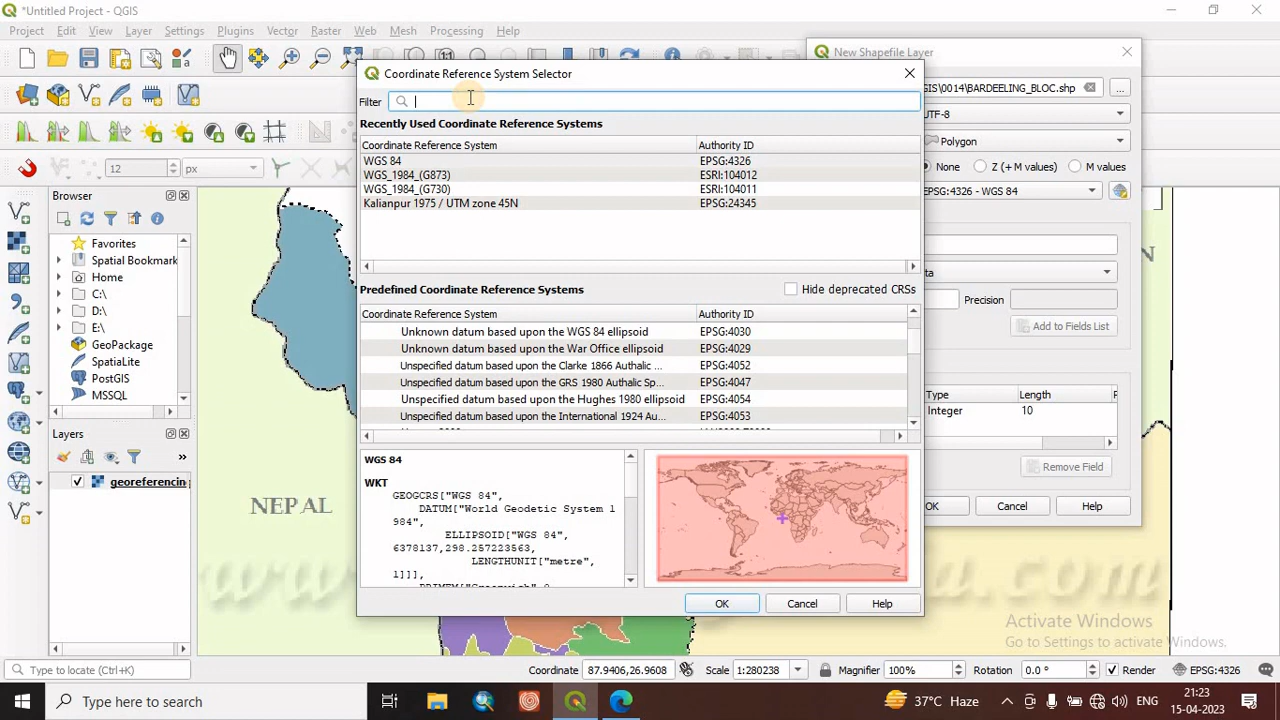 *Untitled Project — QGIS
Project Edit View Layer Settings Plugins Vector Raster Web Mesh Processing Help
New Shapefile Layer
Coordinate Reference System Selector
GIS\0014\BARDEELING_BLOC.shp ...
Filter
UTF-8
Recently Used Coordinate Reference Systems
Polygon
Coordinate Reference System Authority ID
WGS 84 EPSG:4326
None Z (+ M values) M values
12 px
WGS_1984_(G873) ESRI:104012
WGS_1984_(G730) ESRI:104011
EPSG:4326 - WGS 84
Kalianpur 1975 / UTM zone 45N EPSG:24345
Browser
Favorites
Spatial Bookmark
Home
C:\
D:\
E:\
GeoPackage
SpatiaLite
PostGIS
MSSQL
N
ta
Predefined Coordinate Reference Systems Hide deprecated CRSs
Precision
Coordinate Reference System Authority ID
Add to Fields List
Unknown datum based upon the WGS 84 ellipsoid EPSG:4030
Unknown datum based upon the War Office ellipsoid EPSG:4029
Unspecified datum based upon the Clarke 1866 Authalic ... EPSG:4052
Unspecified datum based upon the GRS 1980 Authalic Sp... EPSG:4047
Unspecified datum based upon the Hughes 1980 ellipsoid EPSG:4054
Unspecified datum based upon the International 1924 Au... EPSG:4053
Type Length
Integer 10
Remove Field
OK Cancel Help
Layers
georeferencing
NEPAL
WGS 84
WKT
GEOGCRS["WGS 84",
DATUM["World Geodetic System 1
984",
ELLIPSOID["WGS 84",
6378137,298.257223563,
LENGTHUNIT["metre",
1]]],
OK Cancel Help
Activate Windows
Go to Settings to activate Windows.
Type to locate (Ctrl+K) Coordinate 87.9406,26.9608 Scale 1:280238 Magnifier 100% Rotation 0.0 ° Render EPSG:4326
Type here to search
37°C Haze
ENG
21:23
15-04-2023